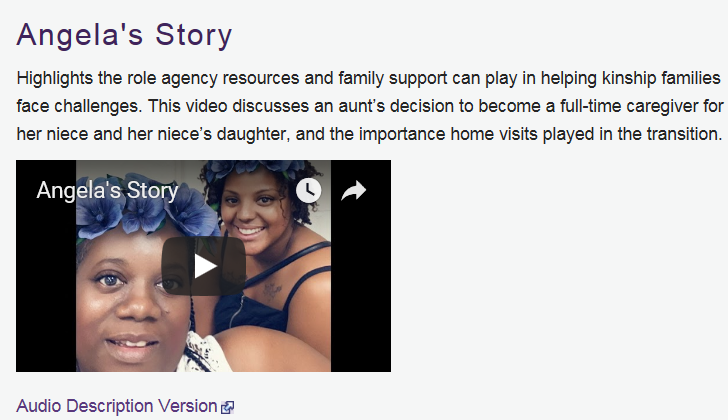 Angela's Story
Highlights the role agency resources and family support can play in helping kinship families
face challenges. This video discusses an aunt’s decision to become a full-time caregiver for
her niece and her niece’s daughter, and the importance home visits played in the transition.
Angela's Story
Audio Description Version